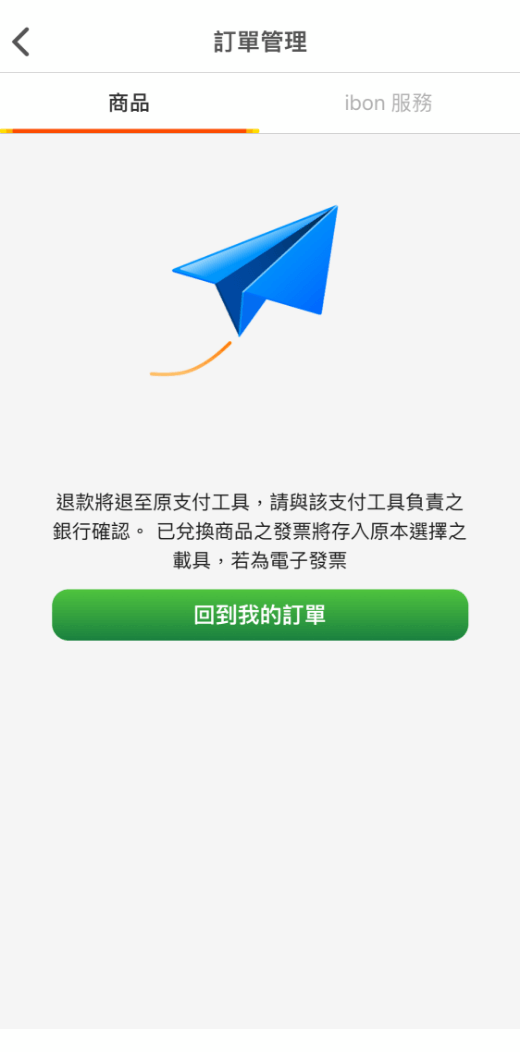 訂單管理
商品
ibon 服務
退款將退至原支付工具,請與該支付工具負責之
銀行確認。 已兌換商品之發票將存入原本選擇之
載具,若為電子發票
回到我的訂單